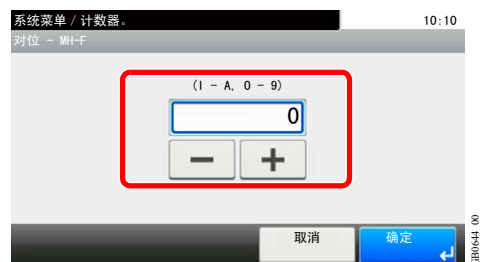 系统菜单 / 计数器。
10:10
对位 - MH-F
(I - A, 0 - 9)
0
取消
确定
GB0644_00